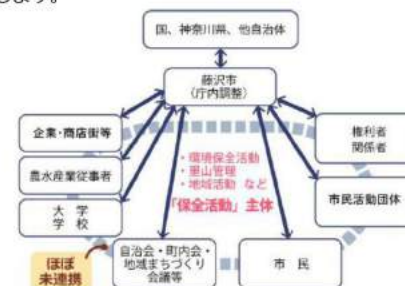 します。
国、神奈川県、他自治体
藤沢市
（庁内調整）
企業・商店街等
農水産業従事者
大　学
学　校
権利者
関係者
市民活動団体
・環境保全活動
・里山管理
・地域活動 など
「保全活動」主体
ほぼ
未連携
自治会・町内会・
地域まちづくり
会議等
市　民